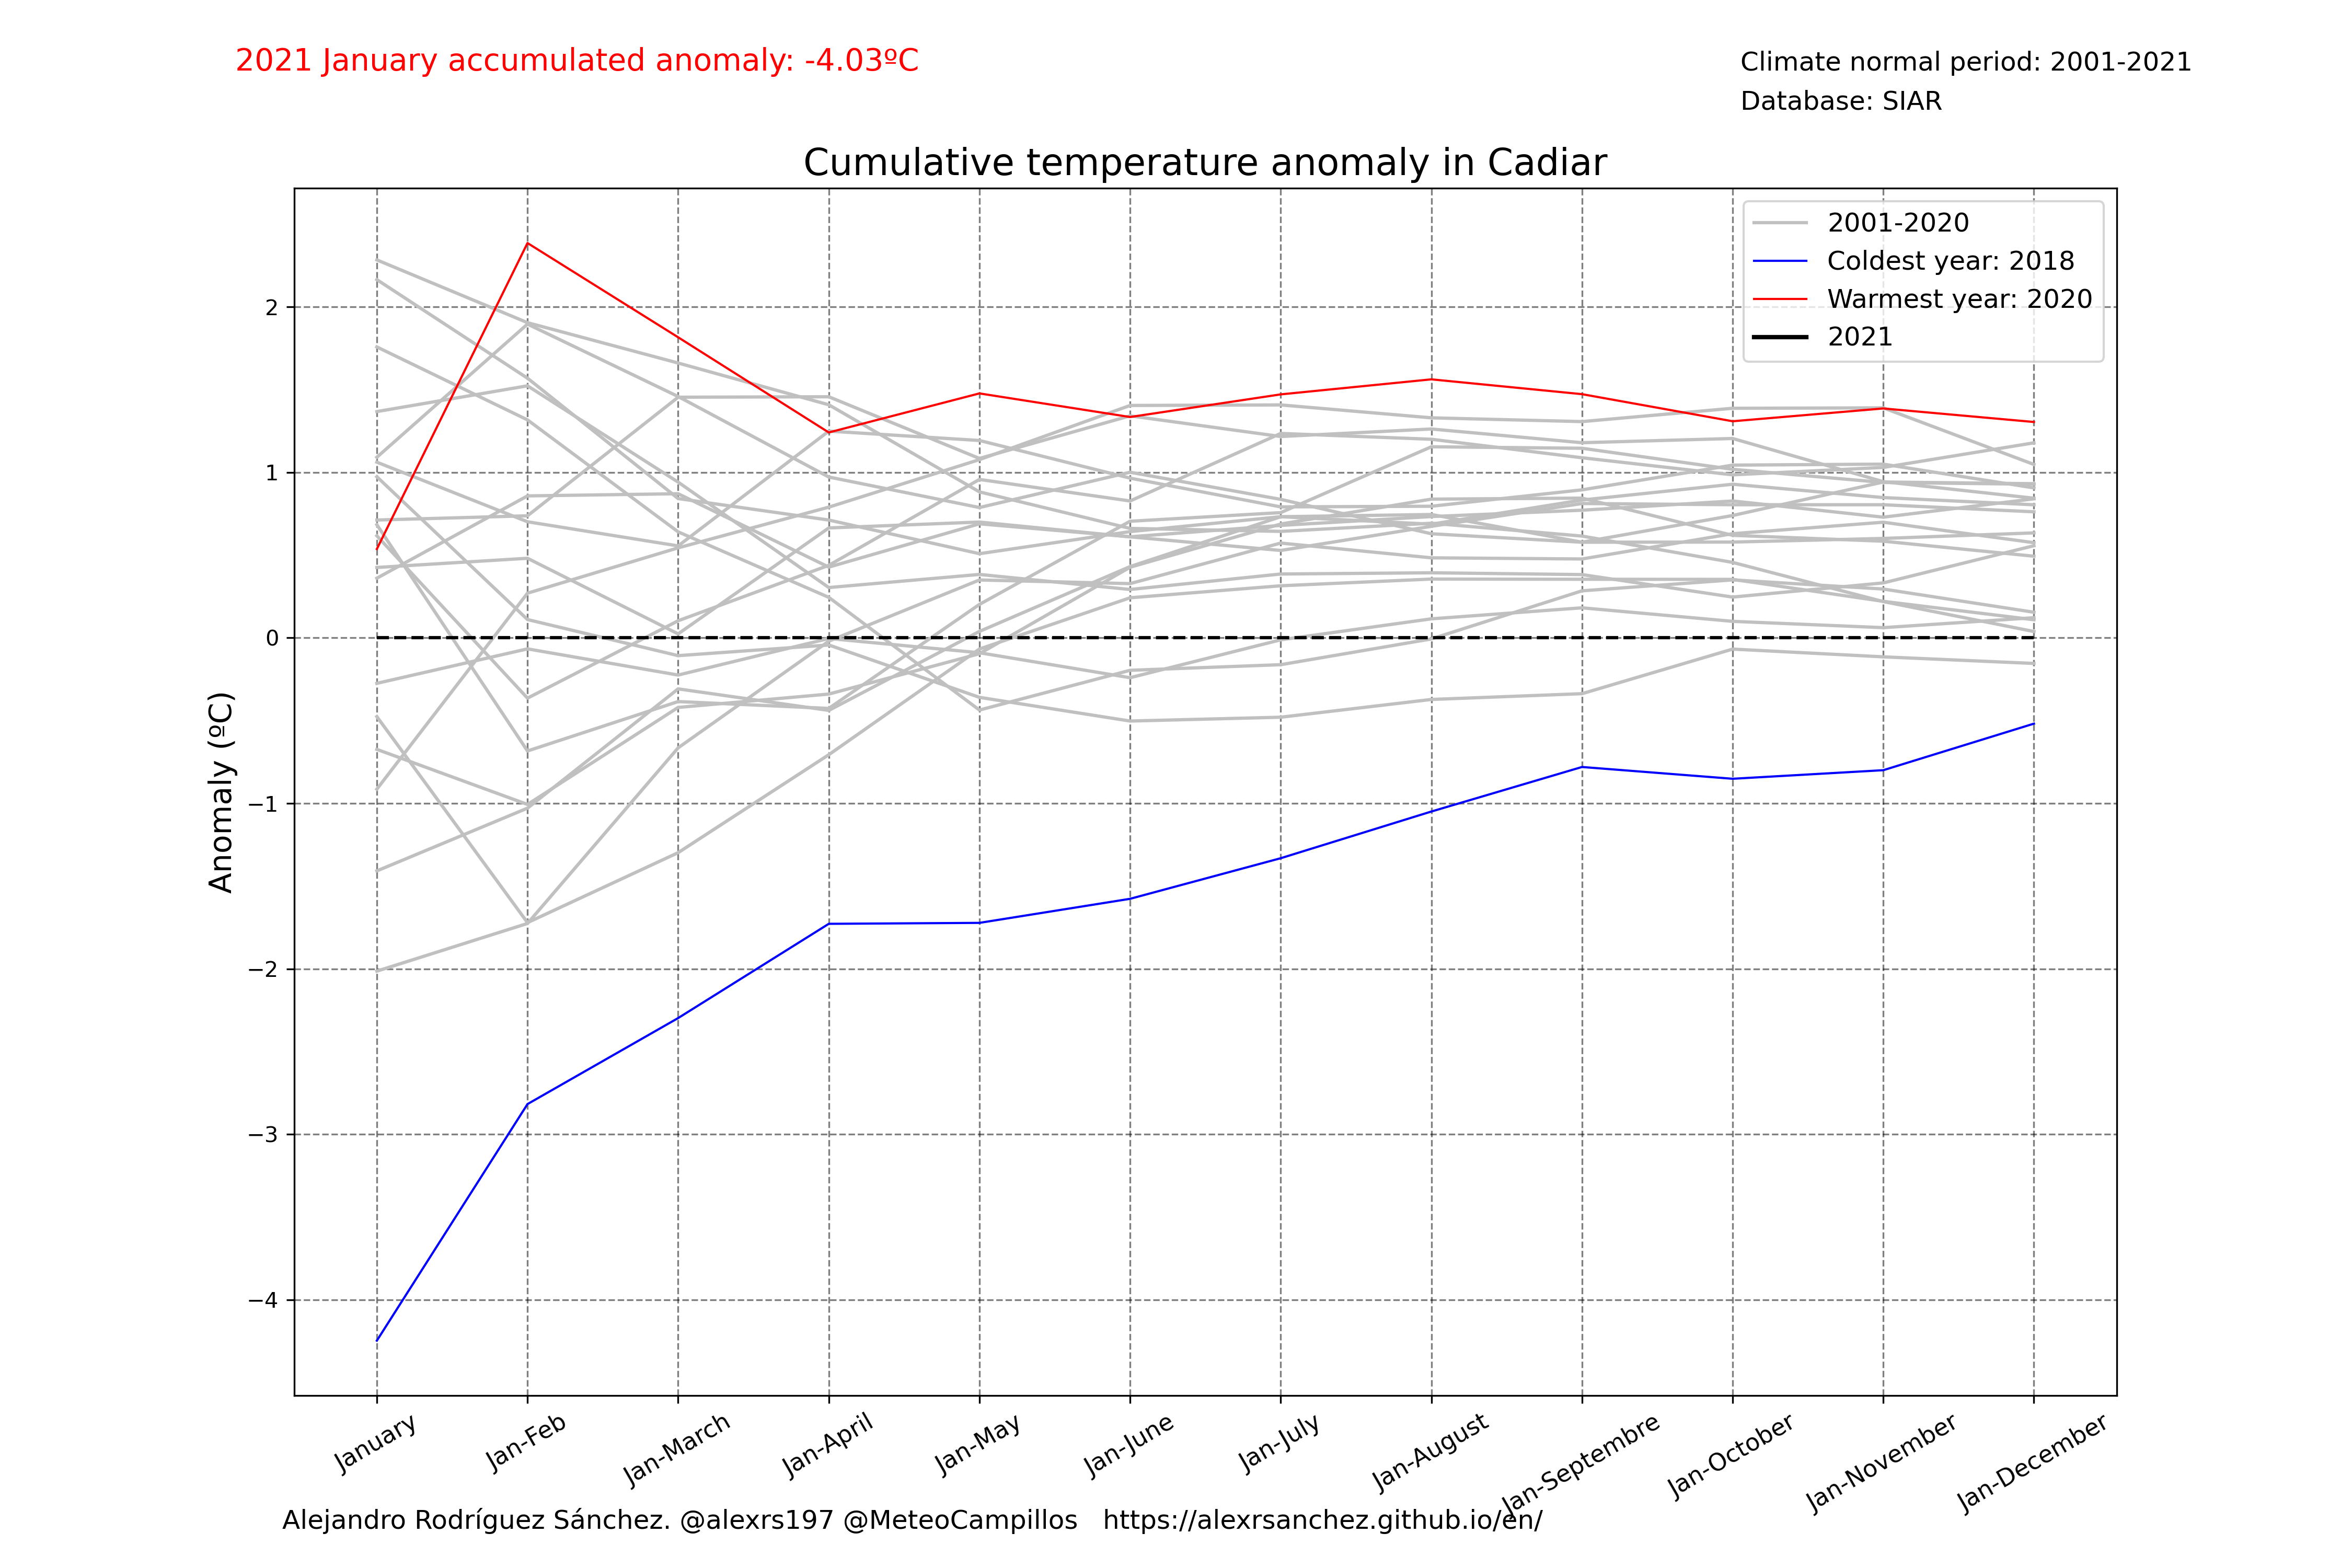 2021 January accumulated anomaly: -4.03ºC
Climate normal period: 2001-2021
Database: SIAR
Cumulative temperature anomaly in Cadiar
2001-2020
Coldest year: 2018
Warmest year: 2020
2021
Anomaly (ºC)
2
1
0
−1
−2
−3
−4
January
Jan-Feb
Jan-March
Jan-April
Jan-May
Jan-June
Jan-July
Jan-August
Jan-Septembre
Jan-October
Jan-November
Jan-December
Alejandro Rodríguez Sánchez. @alexrs197 @MeteoCampillos   https://alexrsanchez.github.io/en/